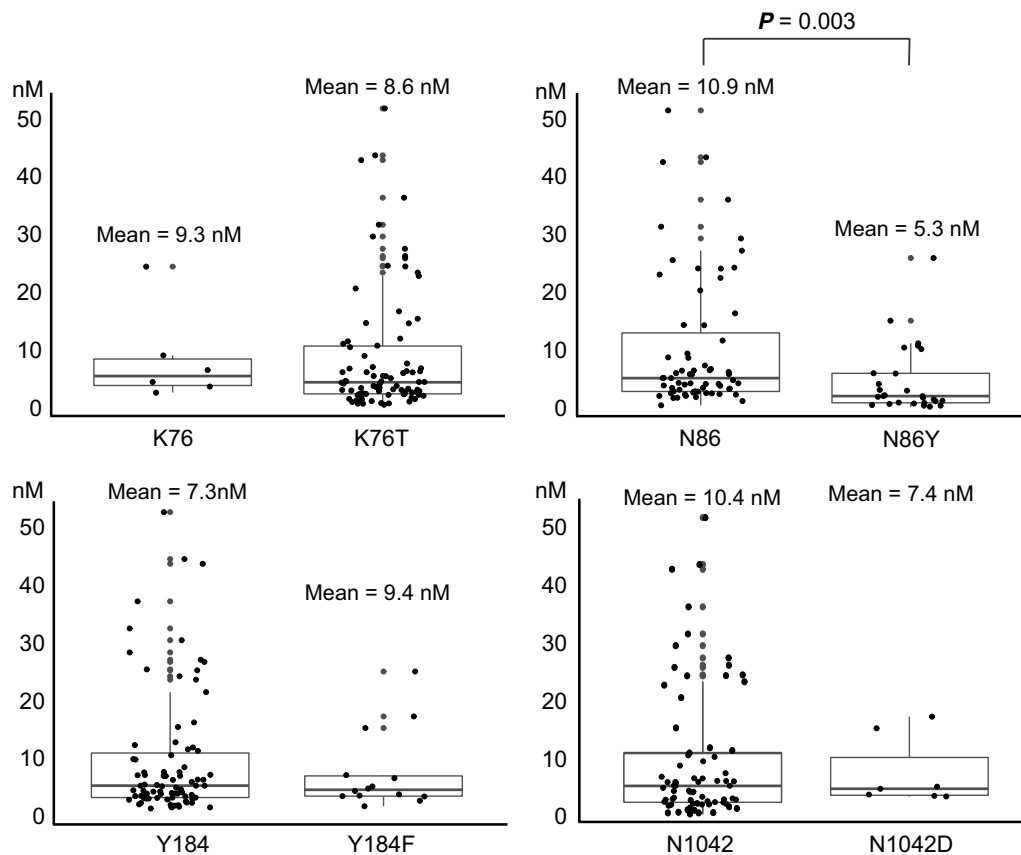 P = 0.003
nM
Mean = 8.6 nM
Mean = 9.3 nM
50
40
30
20
10
0
K76
K76T
nM
Mean = 10.9 nM
Mean = 5.3 nM
50
40
30
20
10
0
N86
N86Y
nM
Mean = 7.3nM
Mean = 9.4 nM
50
40
30
20
10
0
Y184
Y184F
nM
Mean = 10.4 nM
Mean = 7.4 nM
50
40
30
20
10
0
N1042
N1042D